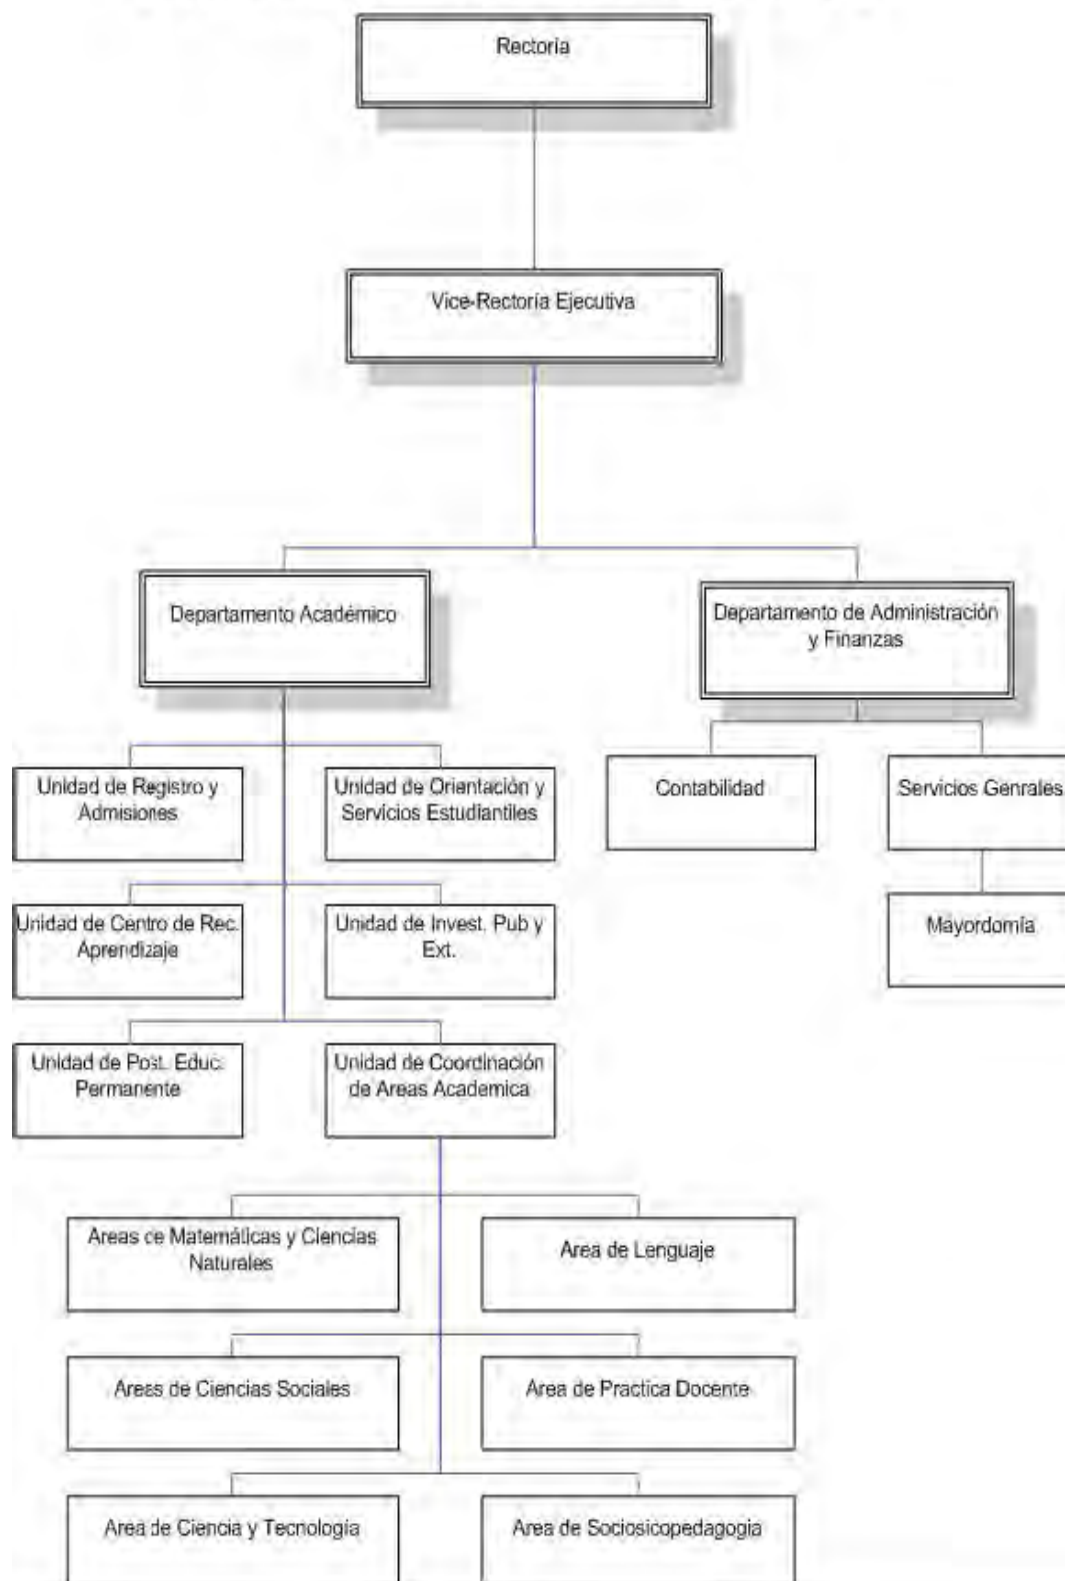 Rectoría
Vice-Rectoría Ejecutiva
Departamento Académico
Departamento de Administración
y Finanzas
Unidad de Registro y
Admisiones
Unidad de Orientación y
Servicios Estudiantiles
Contabilidad
Servicios Genrales
Unidad de Centro de Rec.
Aprendizaje
Unidad de Invest. Pub y
Ext.
Mayordomía
Unidad de Post. Educ.
Permanente
Unidad de Coordinación
de Areas Academica
Areas de Matemáticas y Ciencias
Naturales
Area de Lenguaje
Areas de Ciencias Sociales
Area de Practica Docente
Area de Ciencia y Tecnología
Area de Sociosicopedagogia